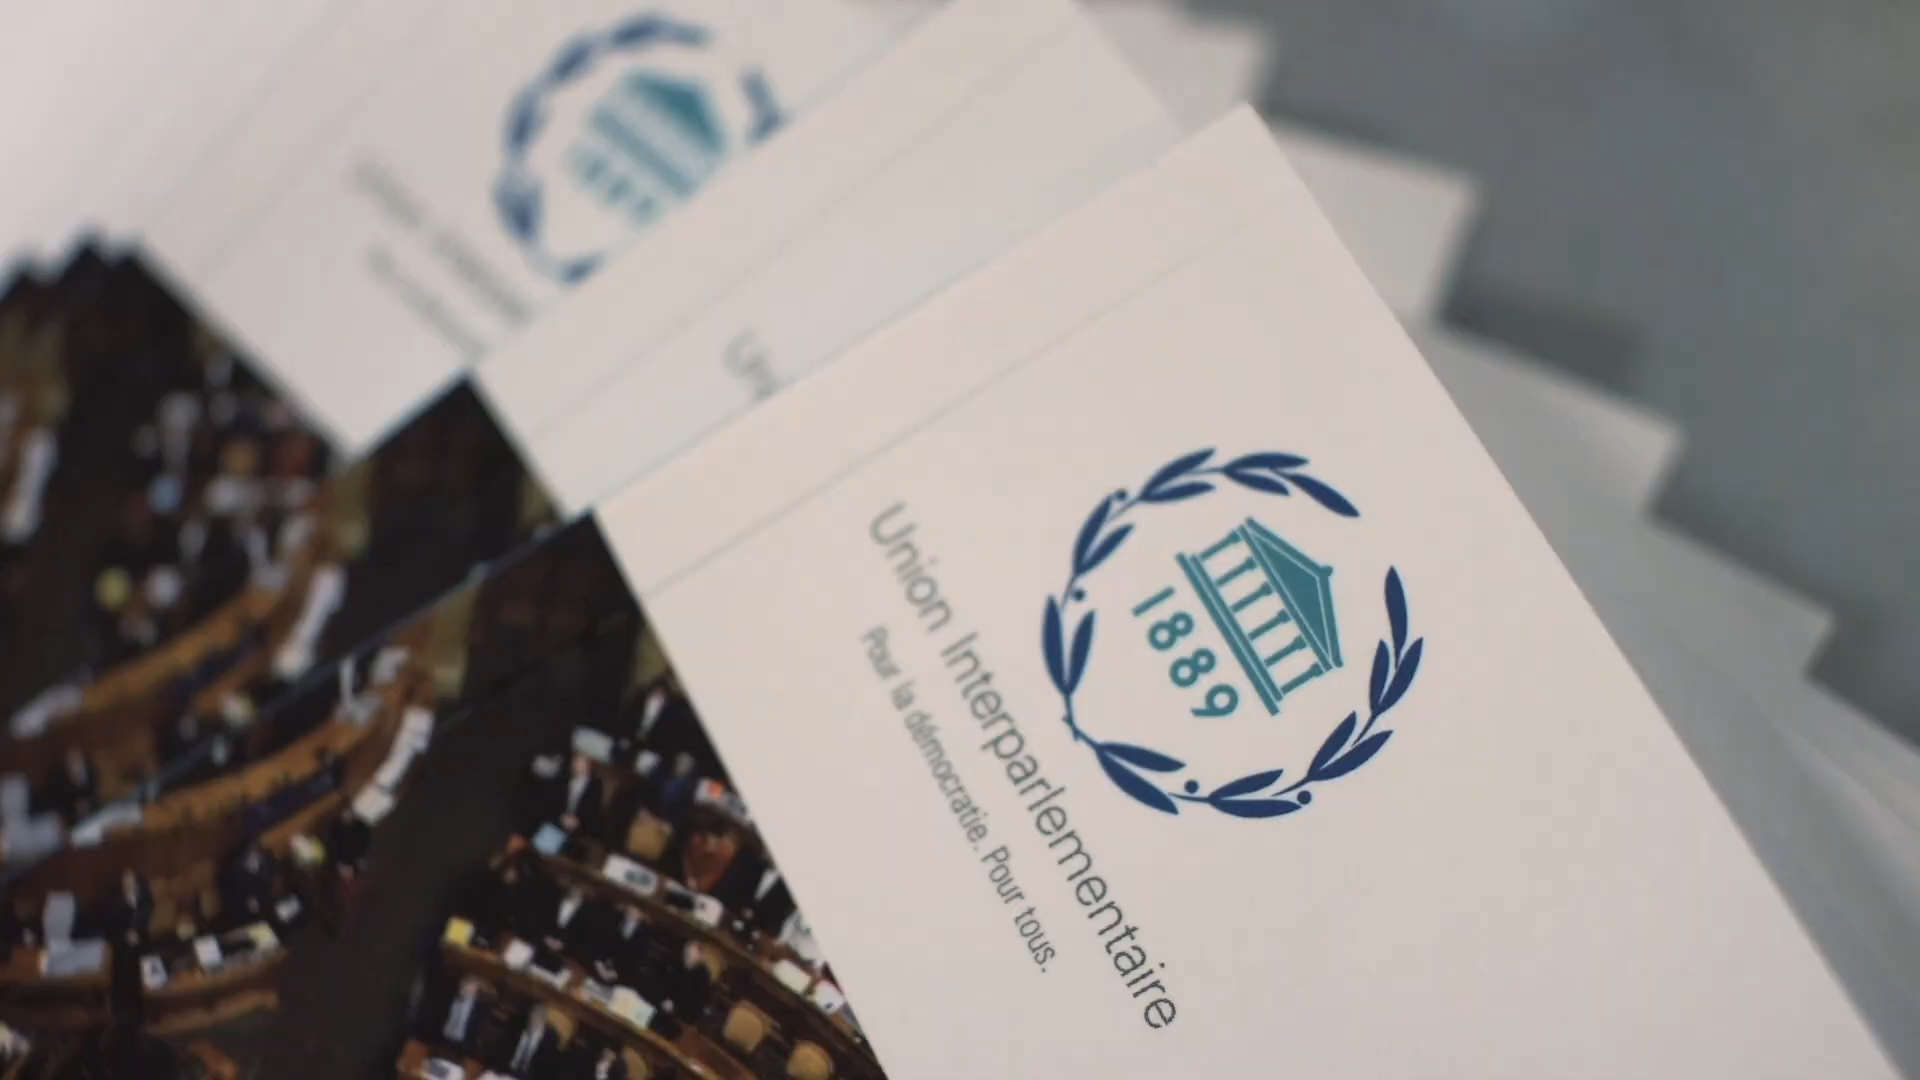 1889
Union Interparlementaire
Pour la démocratie. Pour tous.